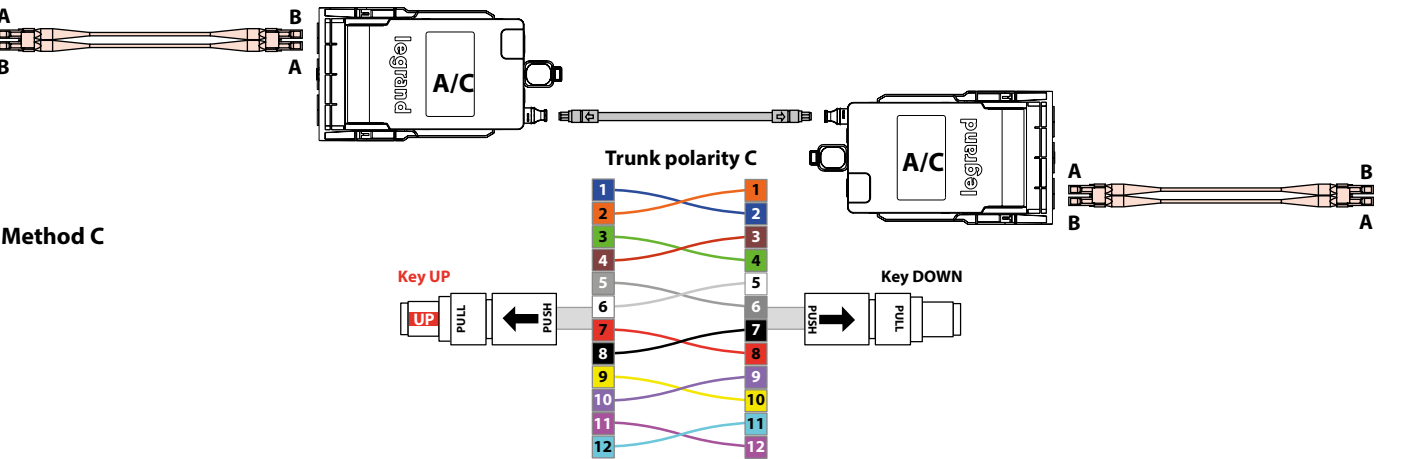 A B
B A
legrand
A/C
A/C
legrand
A B
B A
Trunk polarity C
1 1
2 2
3 3
4 4
5 5
6 6
7 7
8 8
9 9
10 10
11 11
12 12
Method C
Key UP
UP PULL PUSH
Key DOWN
PUSH PULL